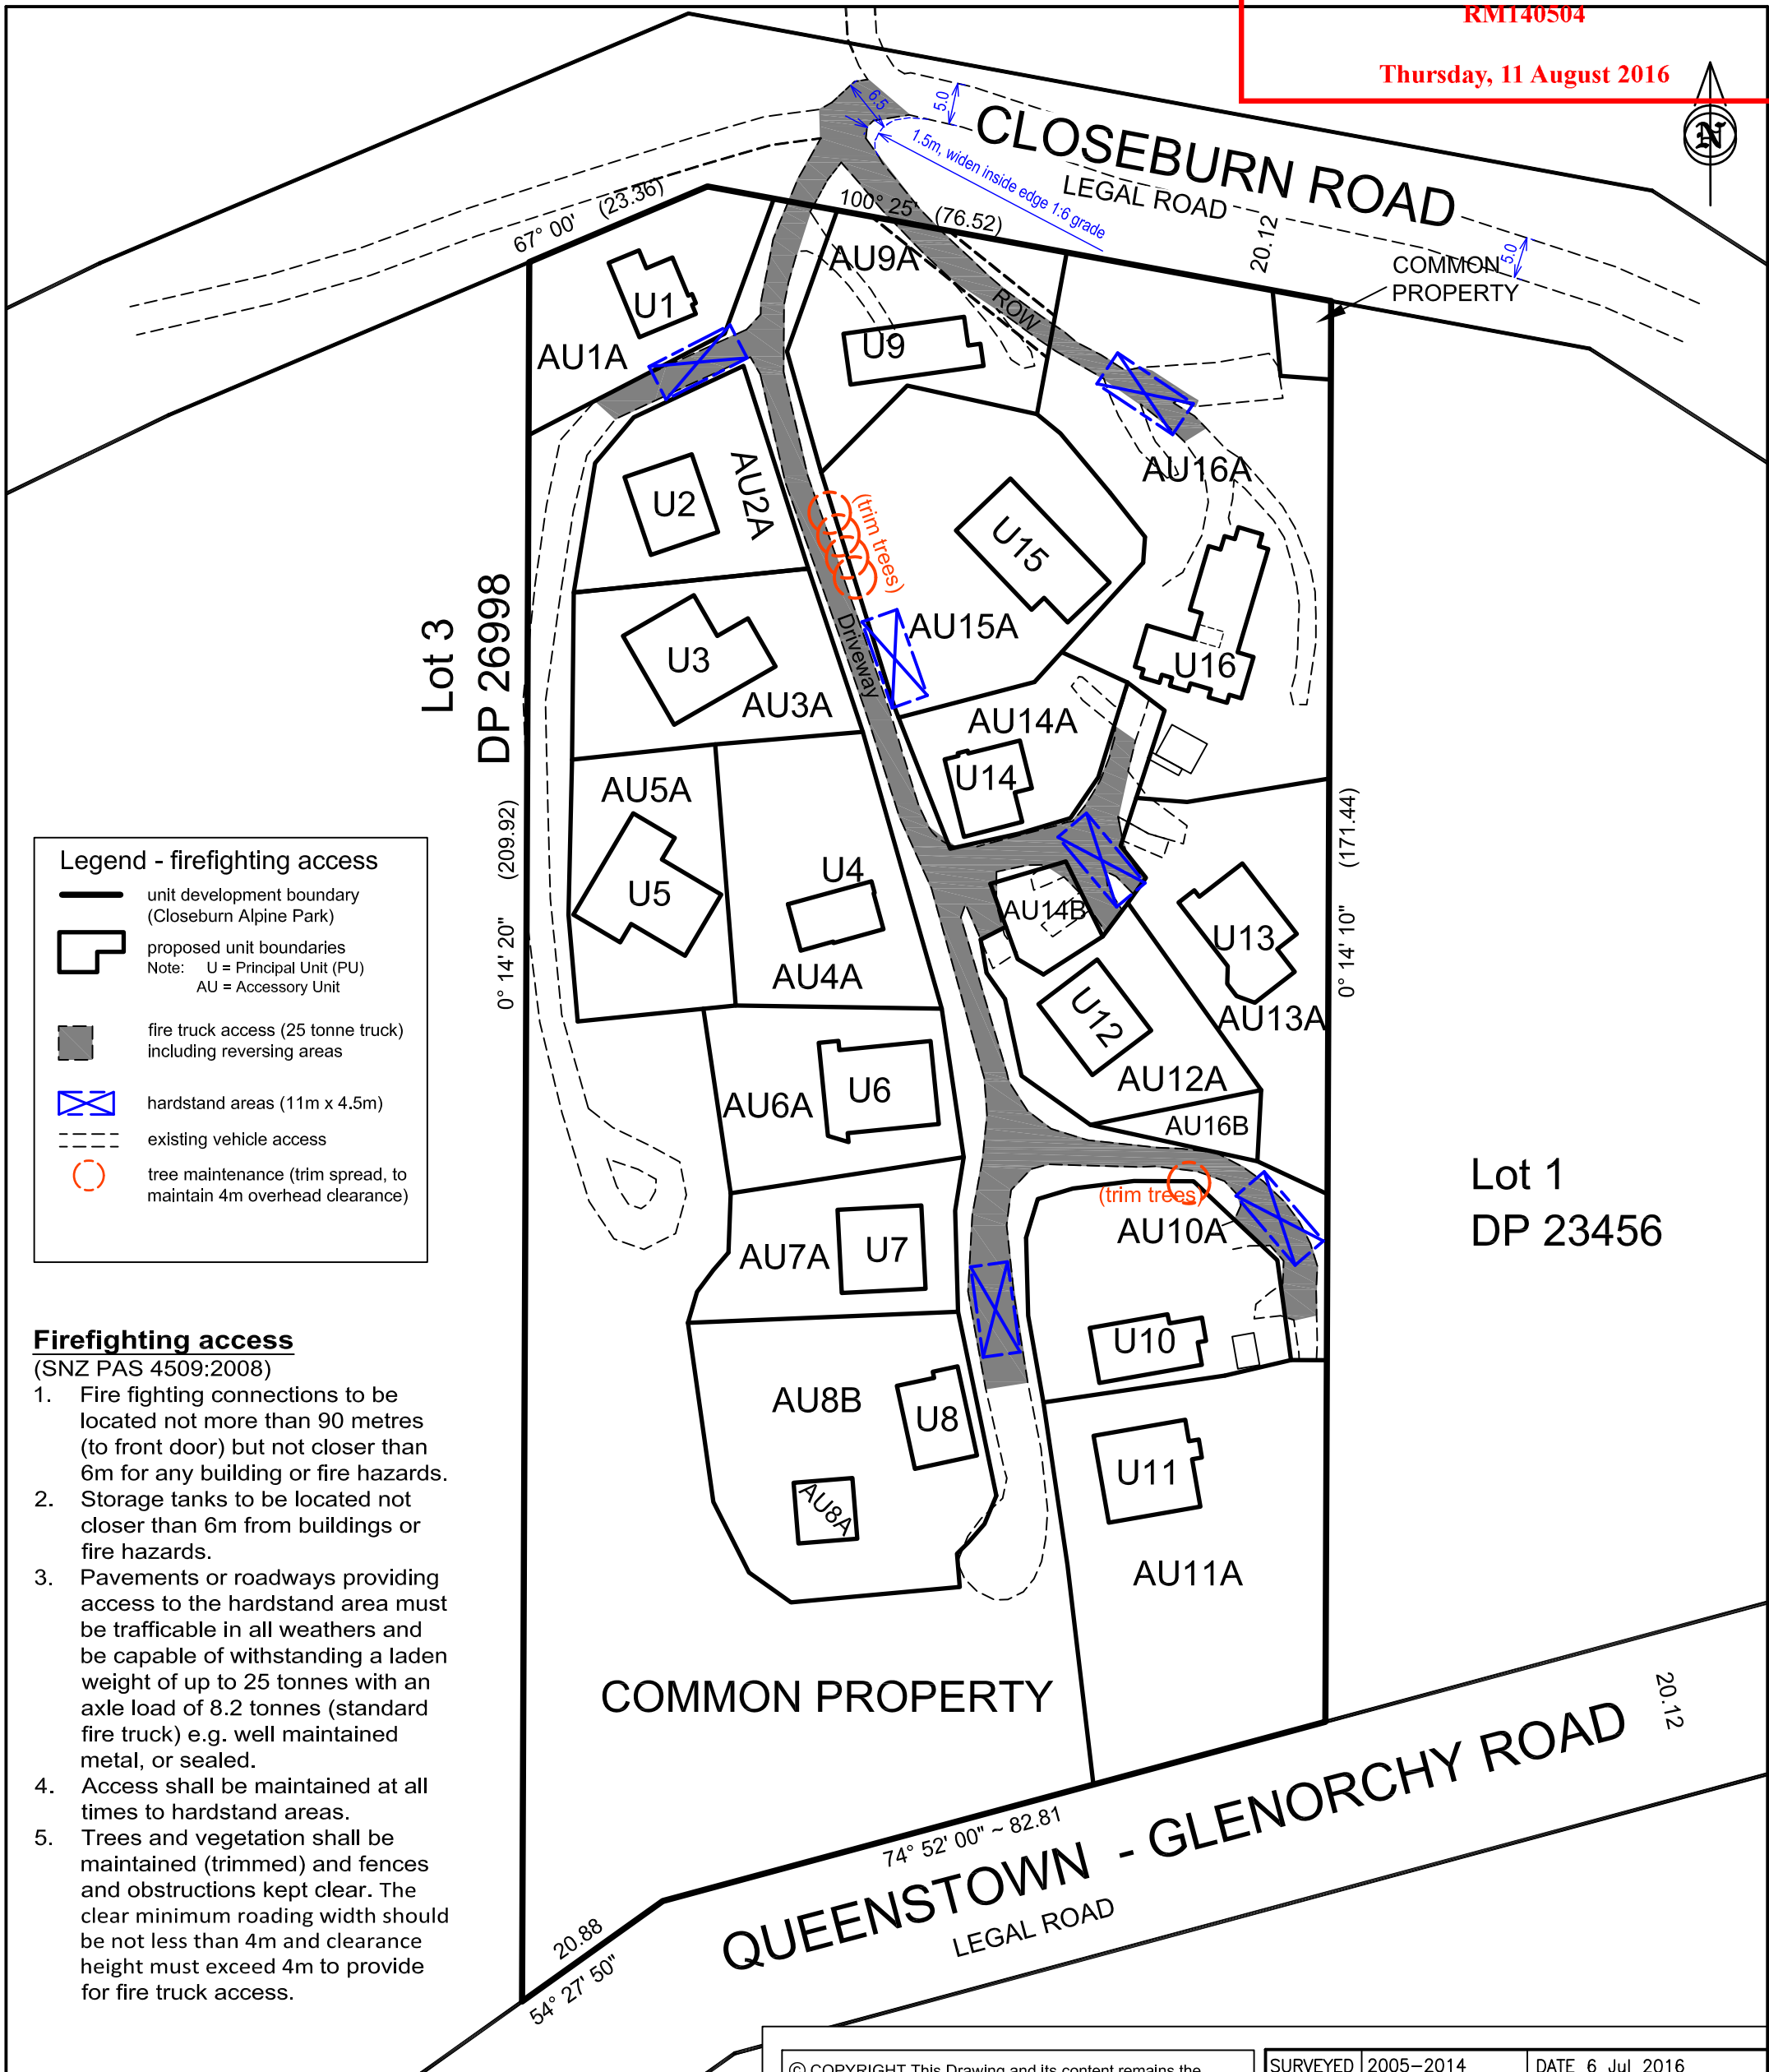 RM140504
Thursday, 11 August 2016
N
6.5
5.0
CLOSEBURN ROAD
LEGAL ROAD
1.5m, widen inside edge 1:6 grade
67° 00' (23.36)
100° 25' (76.52)
20.12
5.0
COMMON
PROPERTY
AU9A
U1
U9
ROW
AU1A
AU16A
AU2A
U2
(trim trees)
U15
Lot 3
DP 26998
Driveway
AU15A
U3
U16
AU3A
AU14A
U14
AU5A
U4
U5
AU14B
U13
AU4A
U12
AU13A
0° 14' 20" (209.92)
0° 14' 10" (171.44)
AU12A
U6
AU6A
AU16B
Lot 1
DP 23456
(trim trees)
AU10A
AU7A
U7
U10
AU8B
U8
U11
AU8A
AU11A
COMMON PROPERTY
20.12
74° 52' 00" ~ 82.81
QUEENSTOWN - GLENORCHY ROAD
LEGAL ROAD
20.88
54° 27' 50"
Legend - firefighting access
unit development boundary
(Closeburn Alpine Park)
proposed unit boundaries
Note: U = Principal Unit (PU)
AU = Accessory Unit
fire truck access (25 tonne truck)
including reversing areas
hardstand areas (11m x 4.5m)
existing vehicle access
tree maintenance (trim spread, to
maintain 4m overhead clearance)
Firefighting access
(SNZ PAS 4509:2008)
1. Fire fighting connections to be
located not more than 90 metres
(to front door) but not closer than
6m for any building or fire hazards.
2. Storage tanks to be located not
closer than 6m from buildings or
fire hazards.
3. Pavements or roadways providing
access to the hardstand area must
be trafficable in all weathers and
be capable of withstanding a laden
weight of up to 25 tonnes with an
axle load of 8.2 tonnes (standard
fire truck) e.g. well maintained
metal, or sealed.
4. Access shall be maintained at all
times to hardstand areas.
5. Trees and vegetation shall be
maintained (trimmed) and fences
and obstructions kept clear. The
clear minimum roading width should
be not less than 4m and clearance
height must exceed 4m to provide
for fire truck access.
© COPYRIGHT This Drawing and its content remains the
SURVEYED 2005-2014 DATE 6 Jul 2016